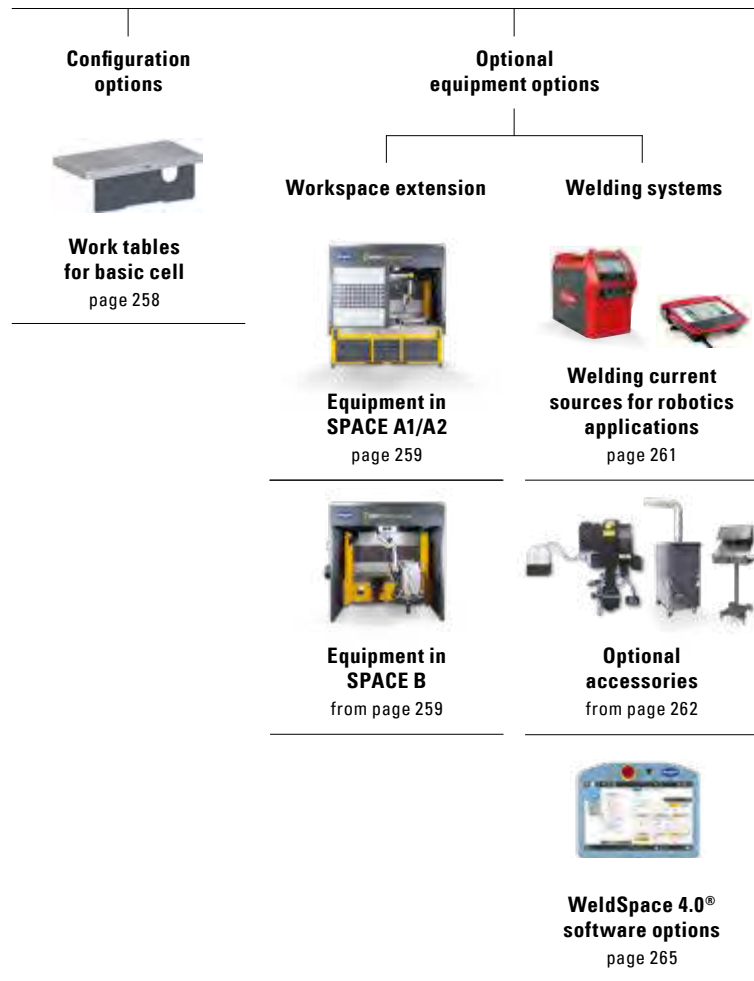 Configuration
options
Work tables
for basic cell
page 258
Optional
equipment options
Workspace extension
Equipment in
SPACE A1/A2
page 259
Equipment in
SPACE B
from page 259
Welding systems
Welding current
sources for robotics
applications
page 261
Optional
accessories
from page 262
WeldSpace 4.0®
software options
page 265